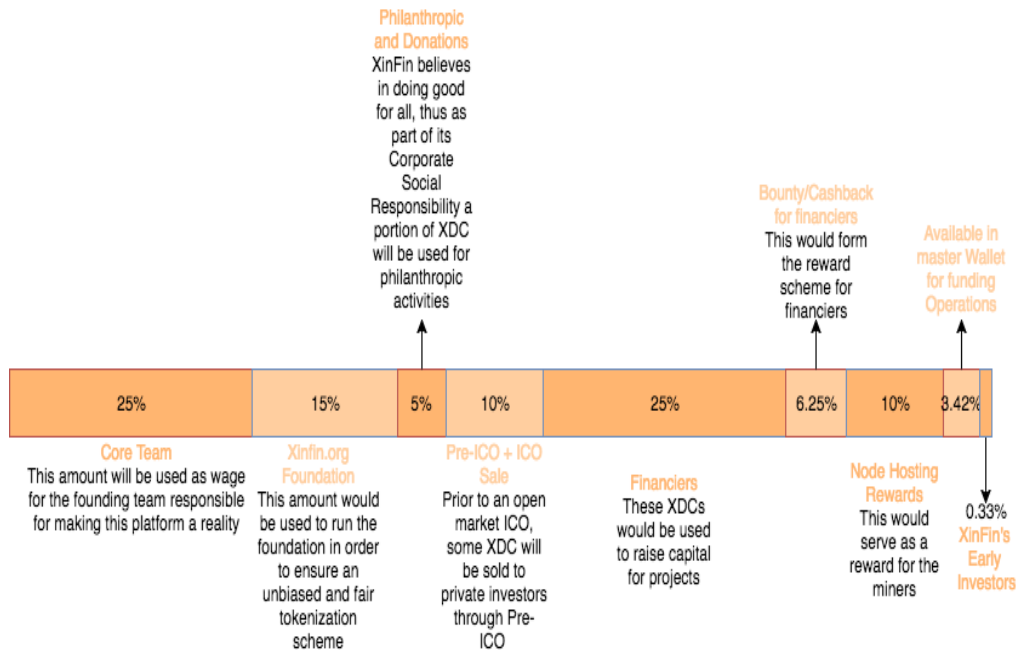 Philanthropic
and Donations
XinFin believes
in doing good
for all, thus as
part of its
Corporate
Social
Responsibility a
portion of XDC
will be used for
philanthropic
activities
Bounty/Cashback
for financiers
This would form
the reward
scheme for
financiers
Available in
master Wallet
for funding
Operations
25%
15%
5%
10%
25%
6.25%
10%
3.42%
Core Team
This amount will be used as wage
for the founding team responsible
for making this platform a reality
Xinfin.org
Foundation
This amount would
be used to run the
foundation in order
to ensure an
unbiased and fair
tokenization
scheme
Pre-ICO + ICO
Sale
Prior to an open
market ICO,
some XDC will
be sold to
private investors
through Pre-
ICO
Financiers
These XDCs
would be used
to raise capital
for projects
Node Hosting
Rewards
This would
serve as a
reward for the
miners
0.33%
XinFin's
Early
Investors